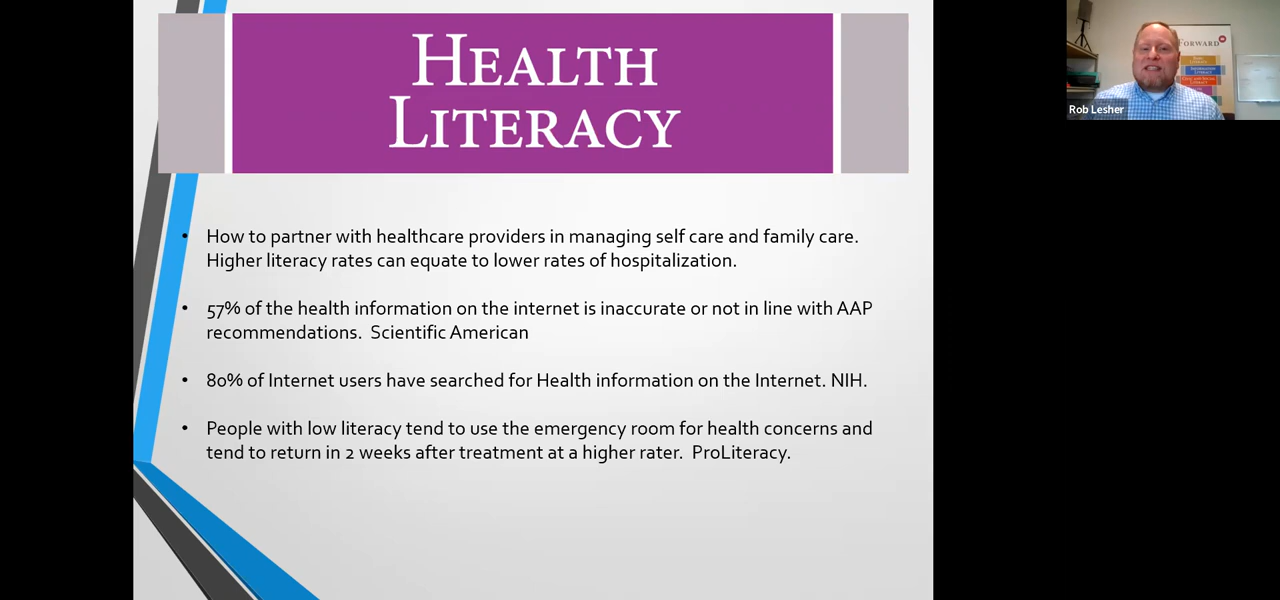 HEALTH
LITERACY
• How to partner with healthcare providers in managing self care and family care.
Higher literacy rates can equate to lower rates of hospitalization.
• 57% of the health information on the internet is inaccurate or not in line with AAP
recommendations.  Scientific American
• 80% of Internet users have searched for Health information on the Internet. NIH.
• People with low literacy tend to use the emergency room for health concerns and
tend to return in 2 weeks after treatment at a higher rater.  ProLiteracy.
FORWARD
INFORMATION
LITERACY
Rob Lesher